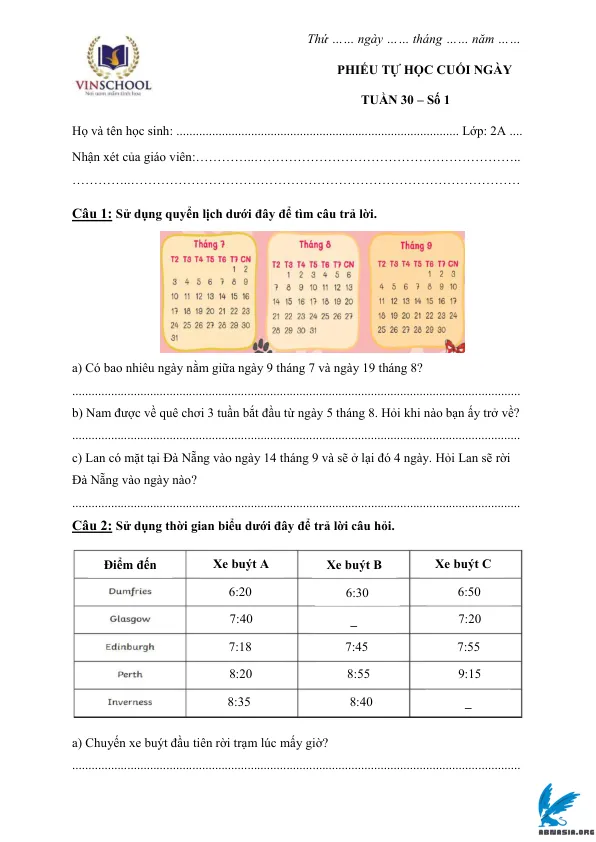 Thứ …… ngày …… tháng …… năm ……
VINSCHOOL
Nơi ươm mầm tinh hoa
PHIẾU TỰ HỌC CUỐI NGÀY
TUẦN 30 – Số 1
Họ và tên học sinh: ....................................................................................... Lớp: 2A ....
Nhận xét của giáo viên:…………..…………………………………………………………..
…………..………………………………………………………………………………
Câu 1: Sử dụng quyển lịch dưới đây để tìm câu trả lời.
Tháng 7
T2 T3 T4 T5 T6 T7 CN
1 2
3 4 5 6 7 8 9
10 11 12 13 14 15 16
17 18 19 20 21 22 23
24 25 26 27 28 29 30
31
Tháng 8
T2 T3 T4 T5 T6 T7 CN
1 2 3 4 5 6
7 8 9 10 11 12 13
14 15 16 17 18 19 20
21 22 23 24 25 26 27
28 29 30 31
Tháng 9
T2 T3 T4 T5 T6 T7 CN
1 2 3
4 5 6 7 8 9 10
11 12 13 14 15 16 17
18 19 20 21 22 23 24
25 26 27 28 29 30
a) Có bao nhiêu ngày nằm giữa ngày 9 tháng 7 và ngày 19 tháng 8?
..........................................................................................................................................
b) Nam được về quê chơi 3 tuần bắt đầu từ ngày 5 tháng 8. Hỏi khi nào bạn ấy trở về?
..........................................................................................................................................
c) Lan có mặt tại Đà Nẵng vào ngày 14 tháng 9 và sẽ ở lại đó 4 ngày. Hỏi Lan sẽ rời
Đà Nẵng vào ngày nào?
..........................................................................................................................................
Câu 2: Sử dụng thời gian biểu dưới đây để trả lời câu hỏi.
Điểm đến Xe buýt A Xe buýt B Xe buýt C
Dumfries 6:20 6:30 6:50
Glasgow 7:40 _ 7:20
Edinburgh 7:18 7:45 7:55
Perth 8:20 8:55 9:15
Inverness 8:35 8:40 _
a) Chuyến xe buýt đầu tiên rời trạm lúc mấy giờ?
..........................................................................................................................................
ABNASIA.ORG